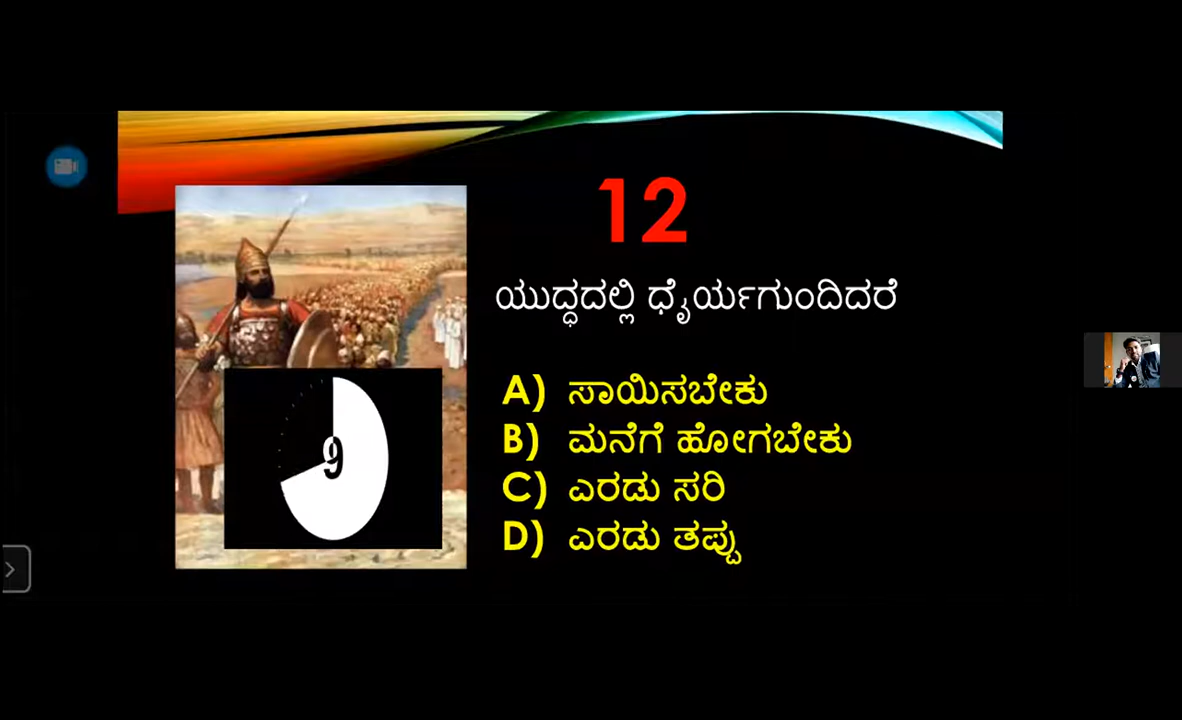 12
ಯುದ್ಧದಲ್ಲಿ ಧೈರ್ಯಗುಂದಿದರೆ
A) ಸಾಯಿಸಬೇಕು
B) ಮನೆಗೆ ಹೋಗಬೇಕು
C) ಎರಡು ಸರಿ
D) ಎರಡು ತಪ್ಪು
9